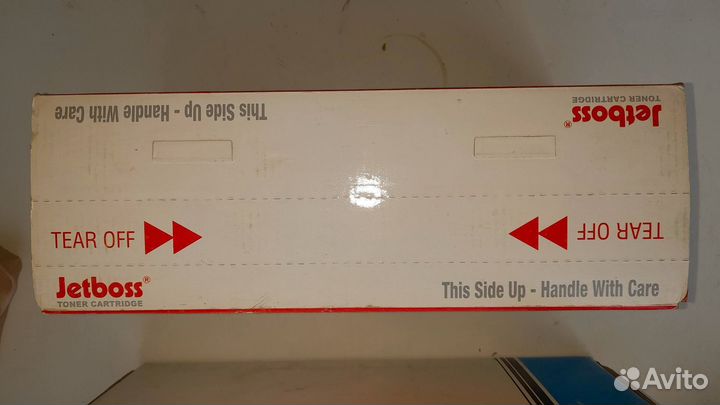 This Side Up - Handle With Care
Jetboss®
TONER CARTRIDGE
TEAR OFF
TEAR OFF
Jetboss®
TONER CARTRIDGE
This Side Up - Handle With Care
Avito